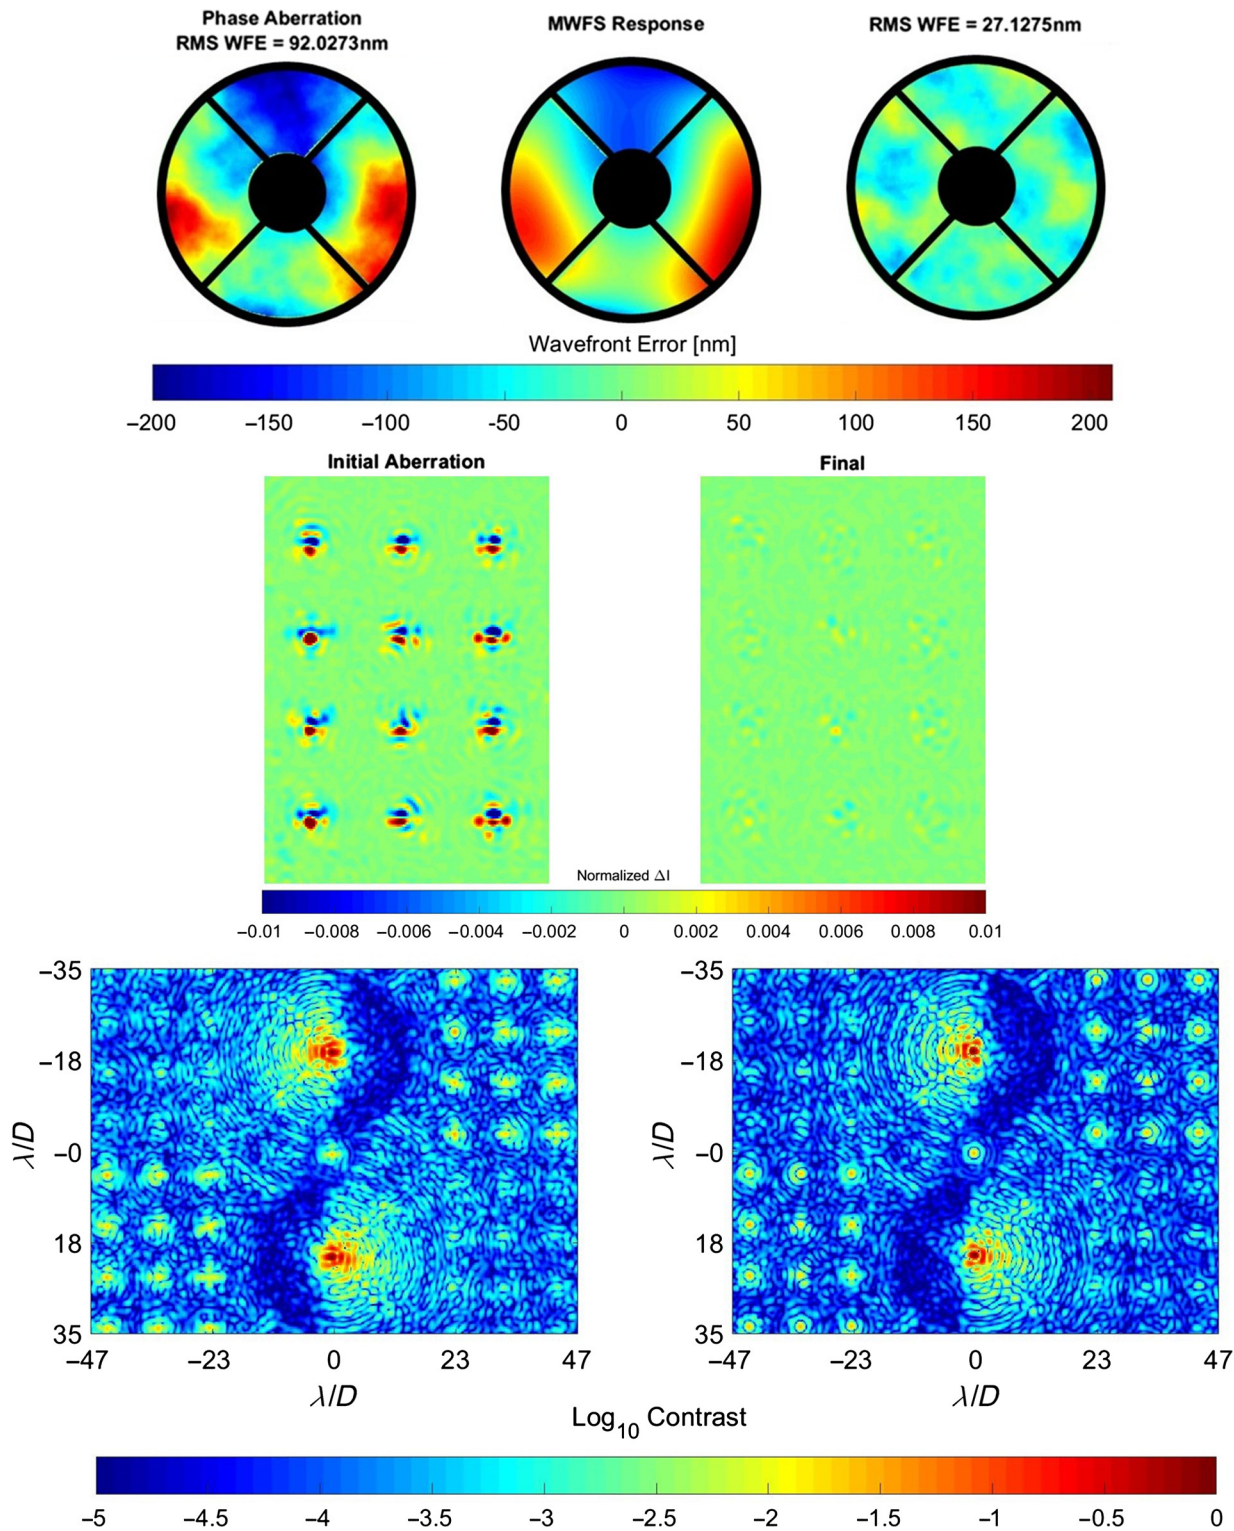 Phase Aberration
RMS WFE = 92.0273nm
MWFS Response
RMS WFE = 27.1275nm
Wavefront Error [nm]
−200 −150 −100 -50 0 50 100 150 200
Initial Aberration
Final
Normalized ΔI
−0.01 −0.008 −0.006 −0.004 −0.002 0 0.002 0.004 0.006 0.008 0.01
−35
−18
−0
18
35
λ/D
−47 −23 0 23 47
λ/D
−35
−18
−0
18
35
λ/D
−47 −23 0 23 47
λ/D
Log10 Contrast
−5 −4.5 −4 −3.5 −3 −2.5 −2 −1.5 −1 −0.5 0